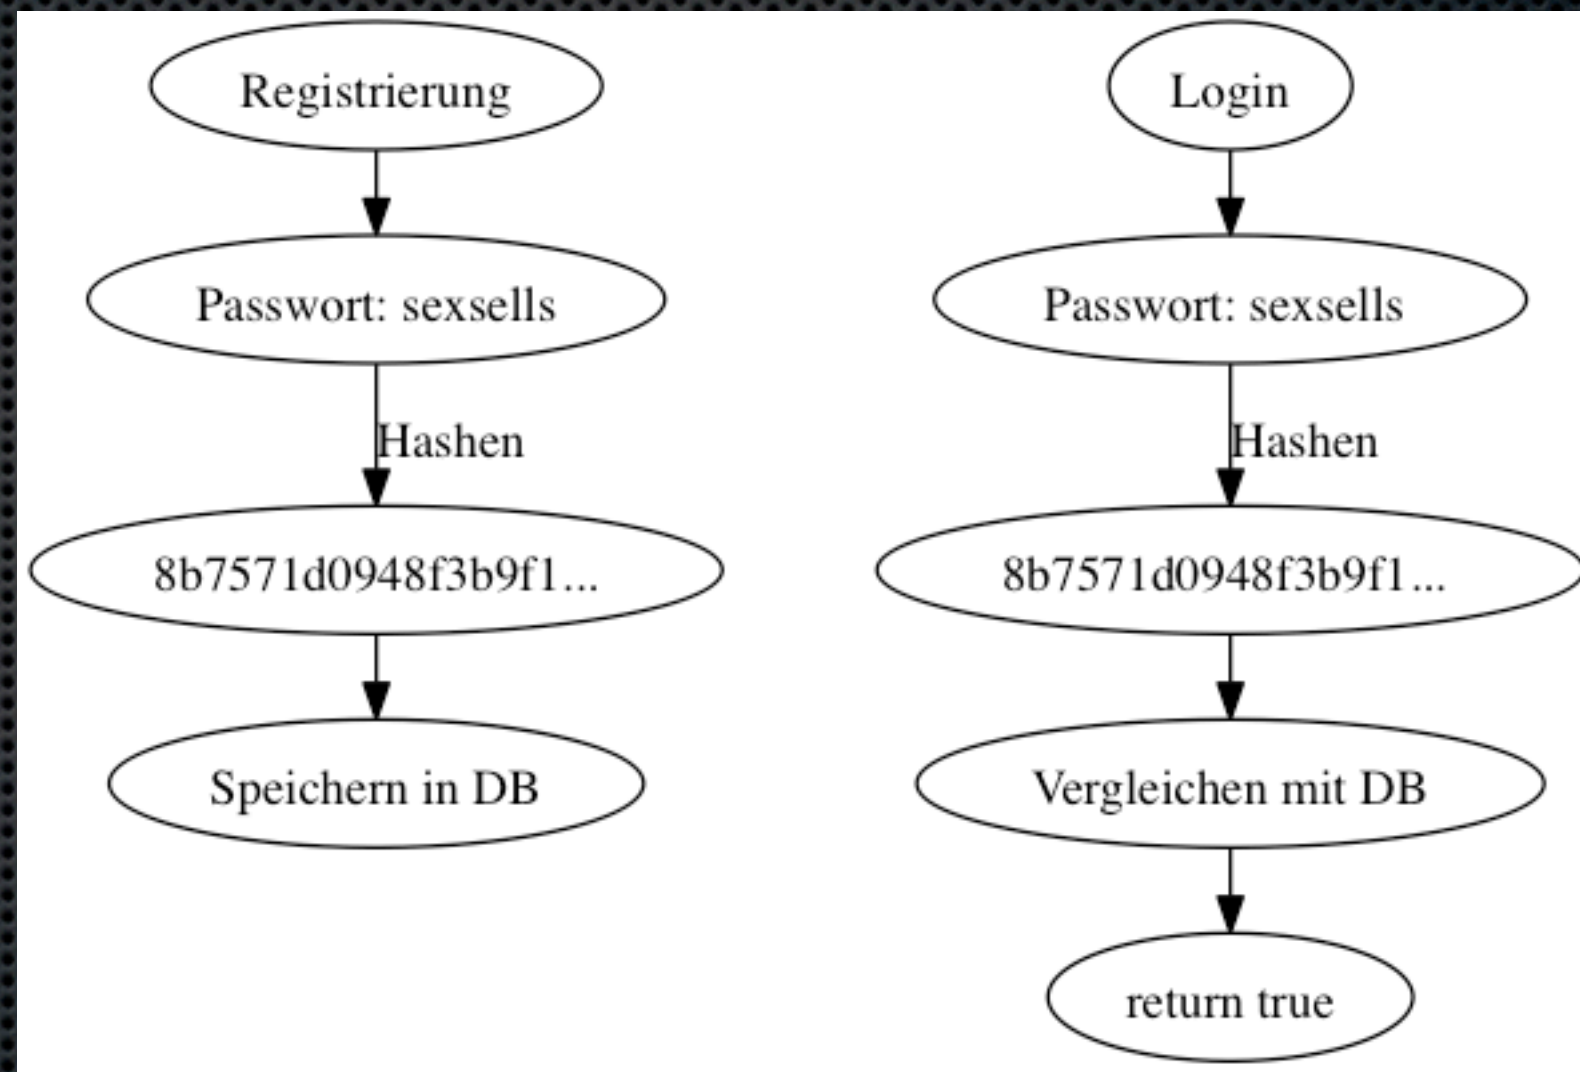 Registrierung
Passwort: sexsells
Hashen
8b7571d0948f3b9f1...
Speichern in DB
Login
Passwort: sexsells
Hashen
8b7571d0948f3b9f1...
Vergleichen mit DB
return true